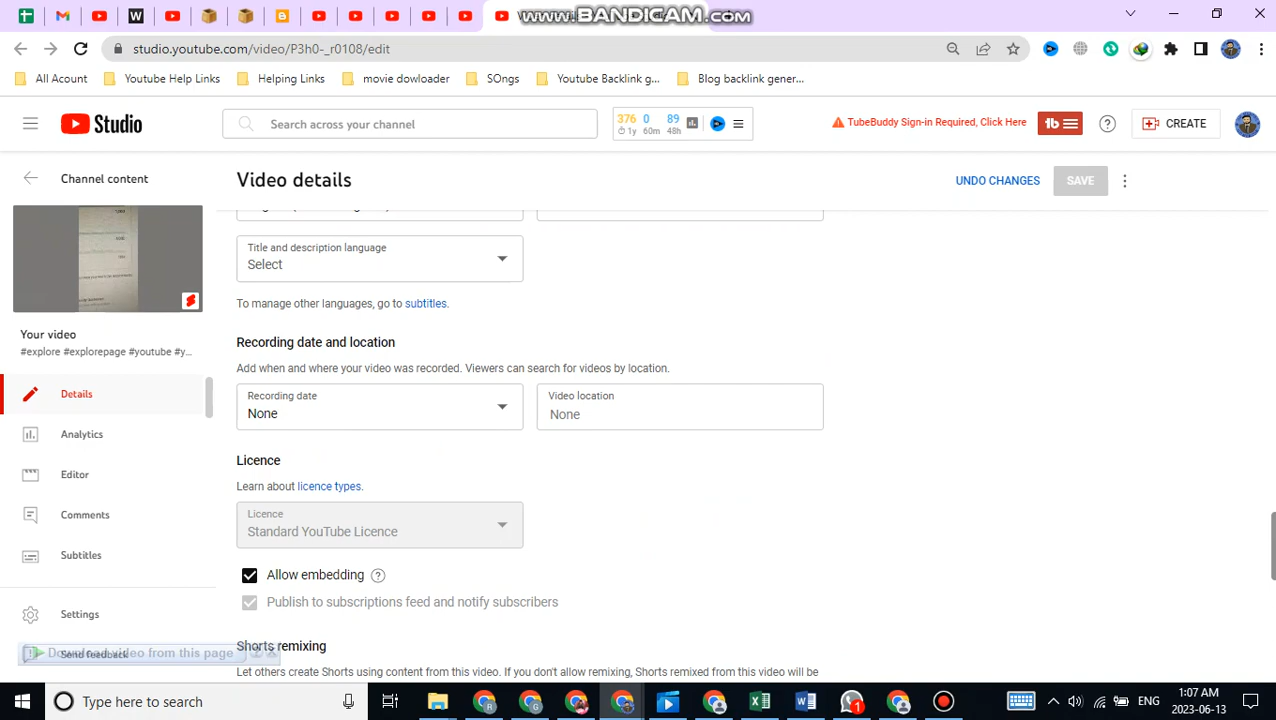 www.BANDICAM.com
studio.youtube.com/video/P3h0-_r0108/edit
All Acount
Youtube Help Links
Helping Links
movie dowloader
SOngs
Youtube Backlink g...
Blog backlink gener...
Studio
Search across your channel
376 0 89
1y 60m 48h
TubeBuddy Sign-in Required, Click Here
CREATE
Channel content
Video details
UNDO CHANGES
SAVE
Your video
#explore #explorepage #youtube #y...
Details
Analytics
Editor
Comments
Subtitles
Settings
Send feedback
Download video from this page
Title and description language
Select
To manage other languages, go to subtitles.
Recording date and location
Add when and where your video was recorded. Viewers can search for videos by location.
Recording date
None
Video location
None
Licence
Learn about licence types.
Licence
Standard YouTube Licence
Allow embedding
Publish to subscriptions feed and notify subscribers
Shorts remixing
Let others create Shorts using content from this video. If you don't allow remixing, Shorts remixed from this video will be
Type here to search
ENG
1:07 AM
2023-06-13